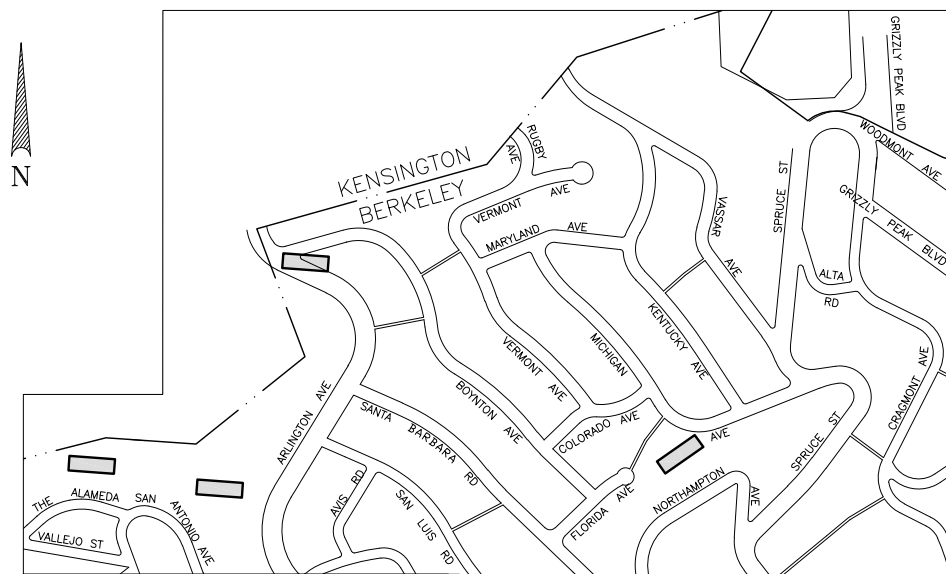 GRIZZLY PEAK BLVD
WOODMONT AVE
N
KENSINGTON
BERKELEY
RUGBY
AVE
VERMONT AVE
MARYLAND AVE
VASSAR
AVE
SPRUCE ST
GRIZZLY PEAK BLVD
ALTA
RD
KENTUCKY AVE
MICHIGAN
VERMONT AVE
BOYNTON AVE
ARLINGTON AVE
SANTA BARBARA RD
COLORADO AVE
AVE
CRAGMONT AVE
SPRUCE ST
NORTHAMPTON
AVE
FLORIDA AVE
AVIS RD
SAN LUIS RD
THE ALAMEDA
SAN ANTONIO AVE
VALLEJO ST